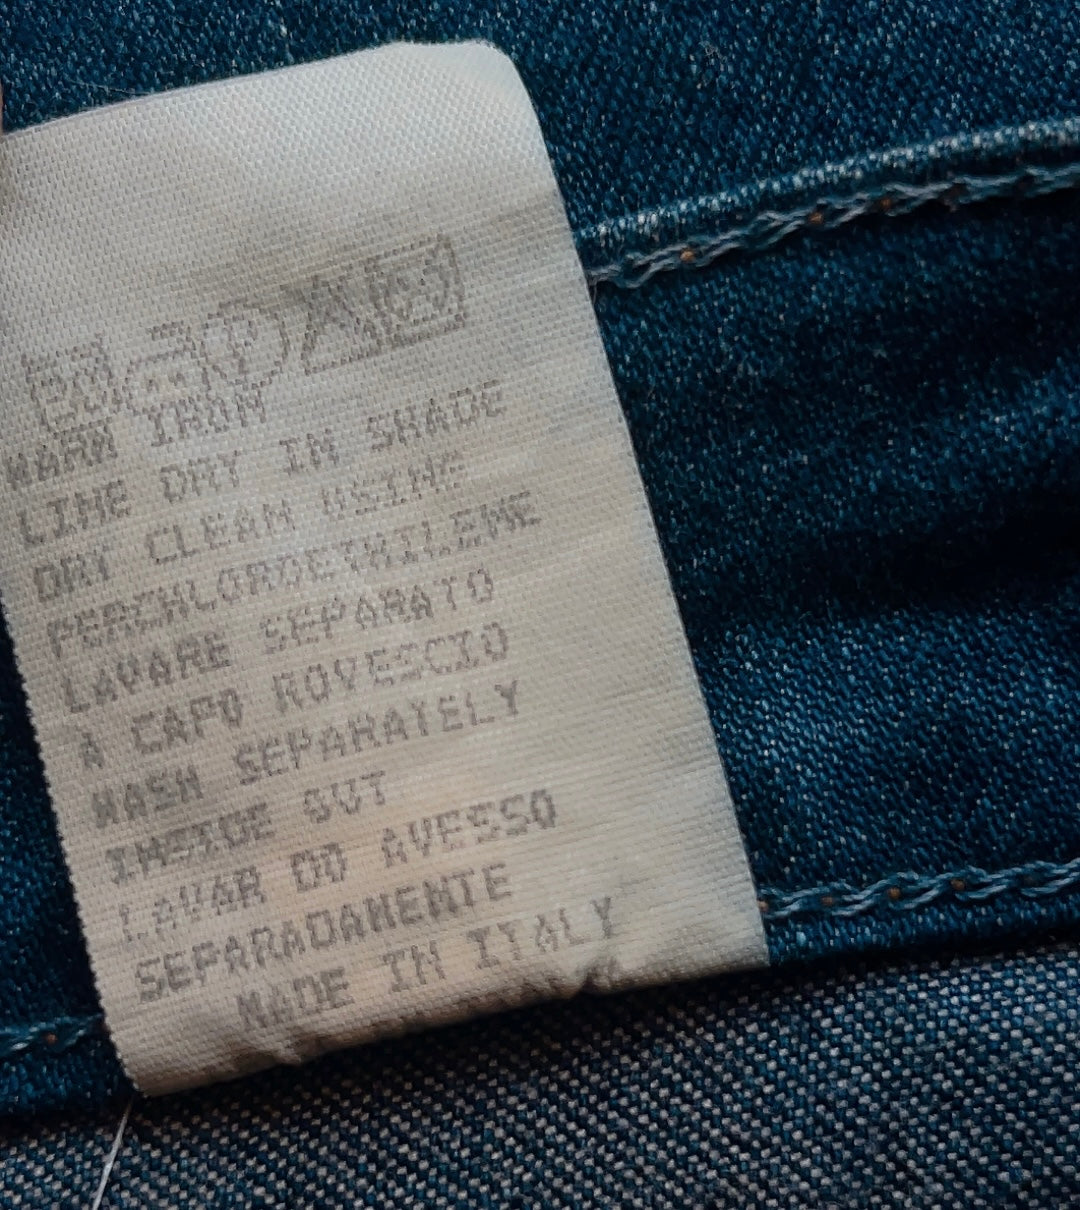 WARM IRON
LINE DRY IN SHADE
DRY CLEAN USING
PERCHLOROETHILENE
LAVARE SEPARATO
A CAPO ROVESCIO
WASH SEPARATELY
INSIDE OUT
LAVAR DO AVESSO
SEPARADAMENTE
MADE IN ITALY